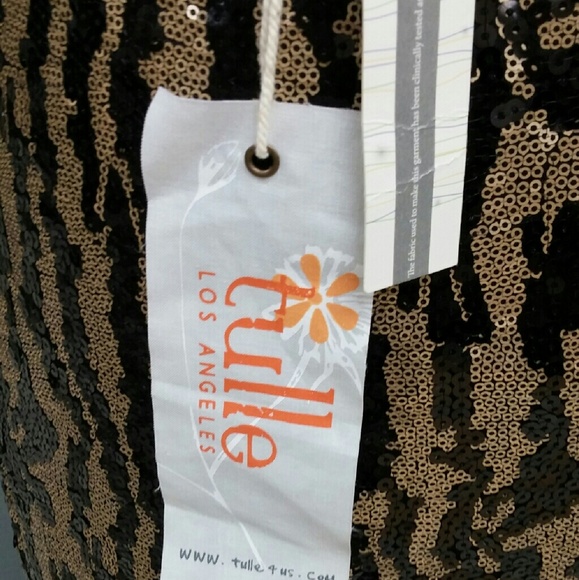 tulle
LOS ANGELES
www.tulle4us.com
The fabric used to make this garment has been clinically tested a